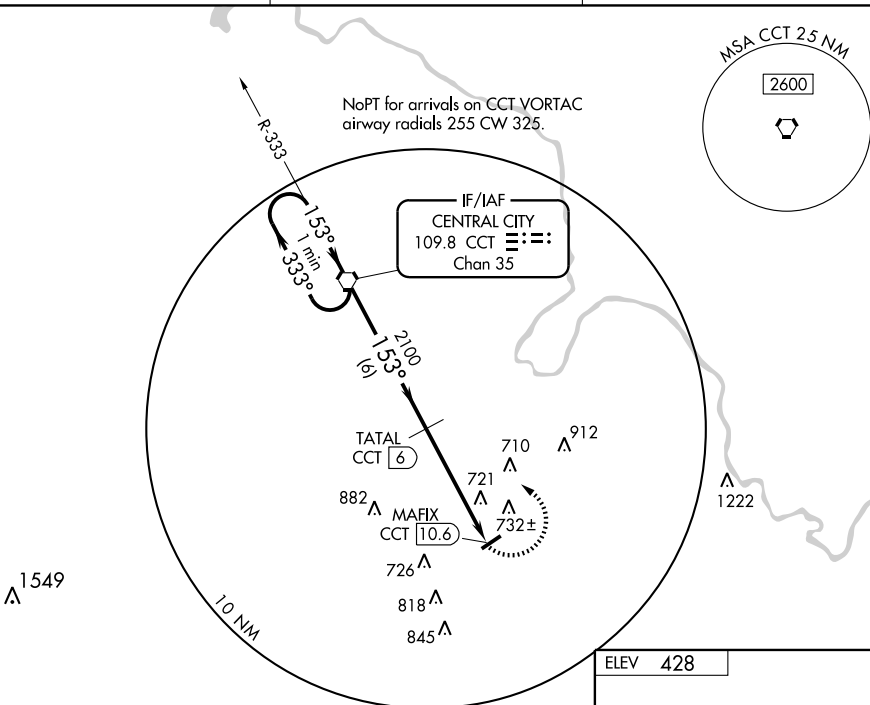 MSA CCT 25 NM
2600
NoPT for arrivals on CCT VORTAC
airway radials 255 CW 325.
R-333
153°
1 min
333°
IF/IAF
CENTRAL CITY
109.8 CCT
Chan 35
2100
153°
(6)
TATAL
CCT 6
912
710
721
1222
882
732±
MAFIX
CCT 10.6
726
1549
818
10 NM
845
ELEV 428